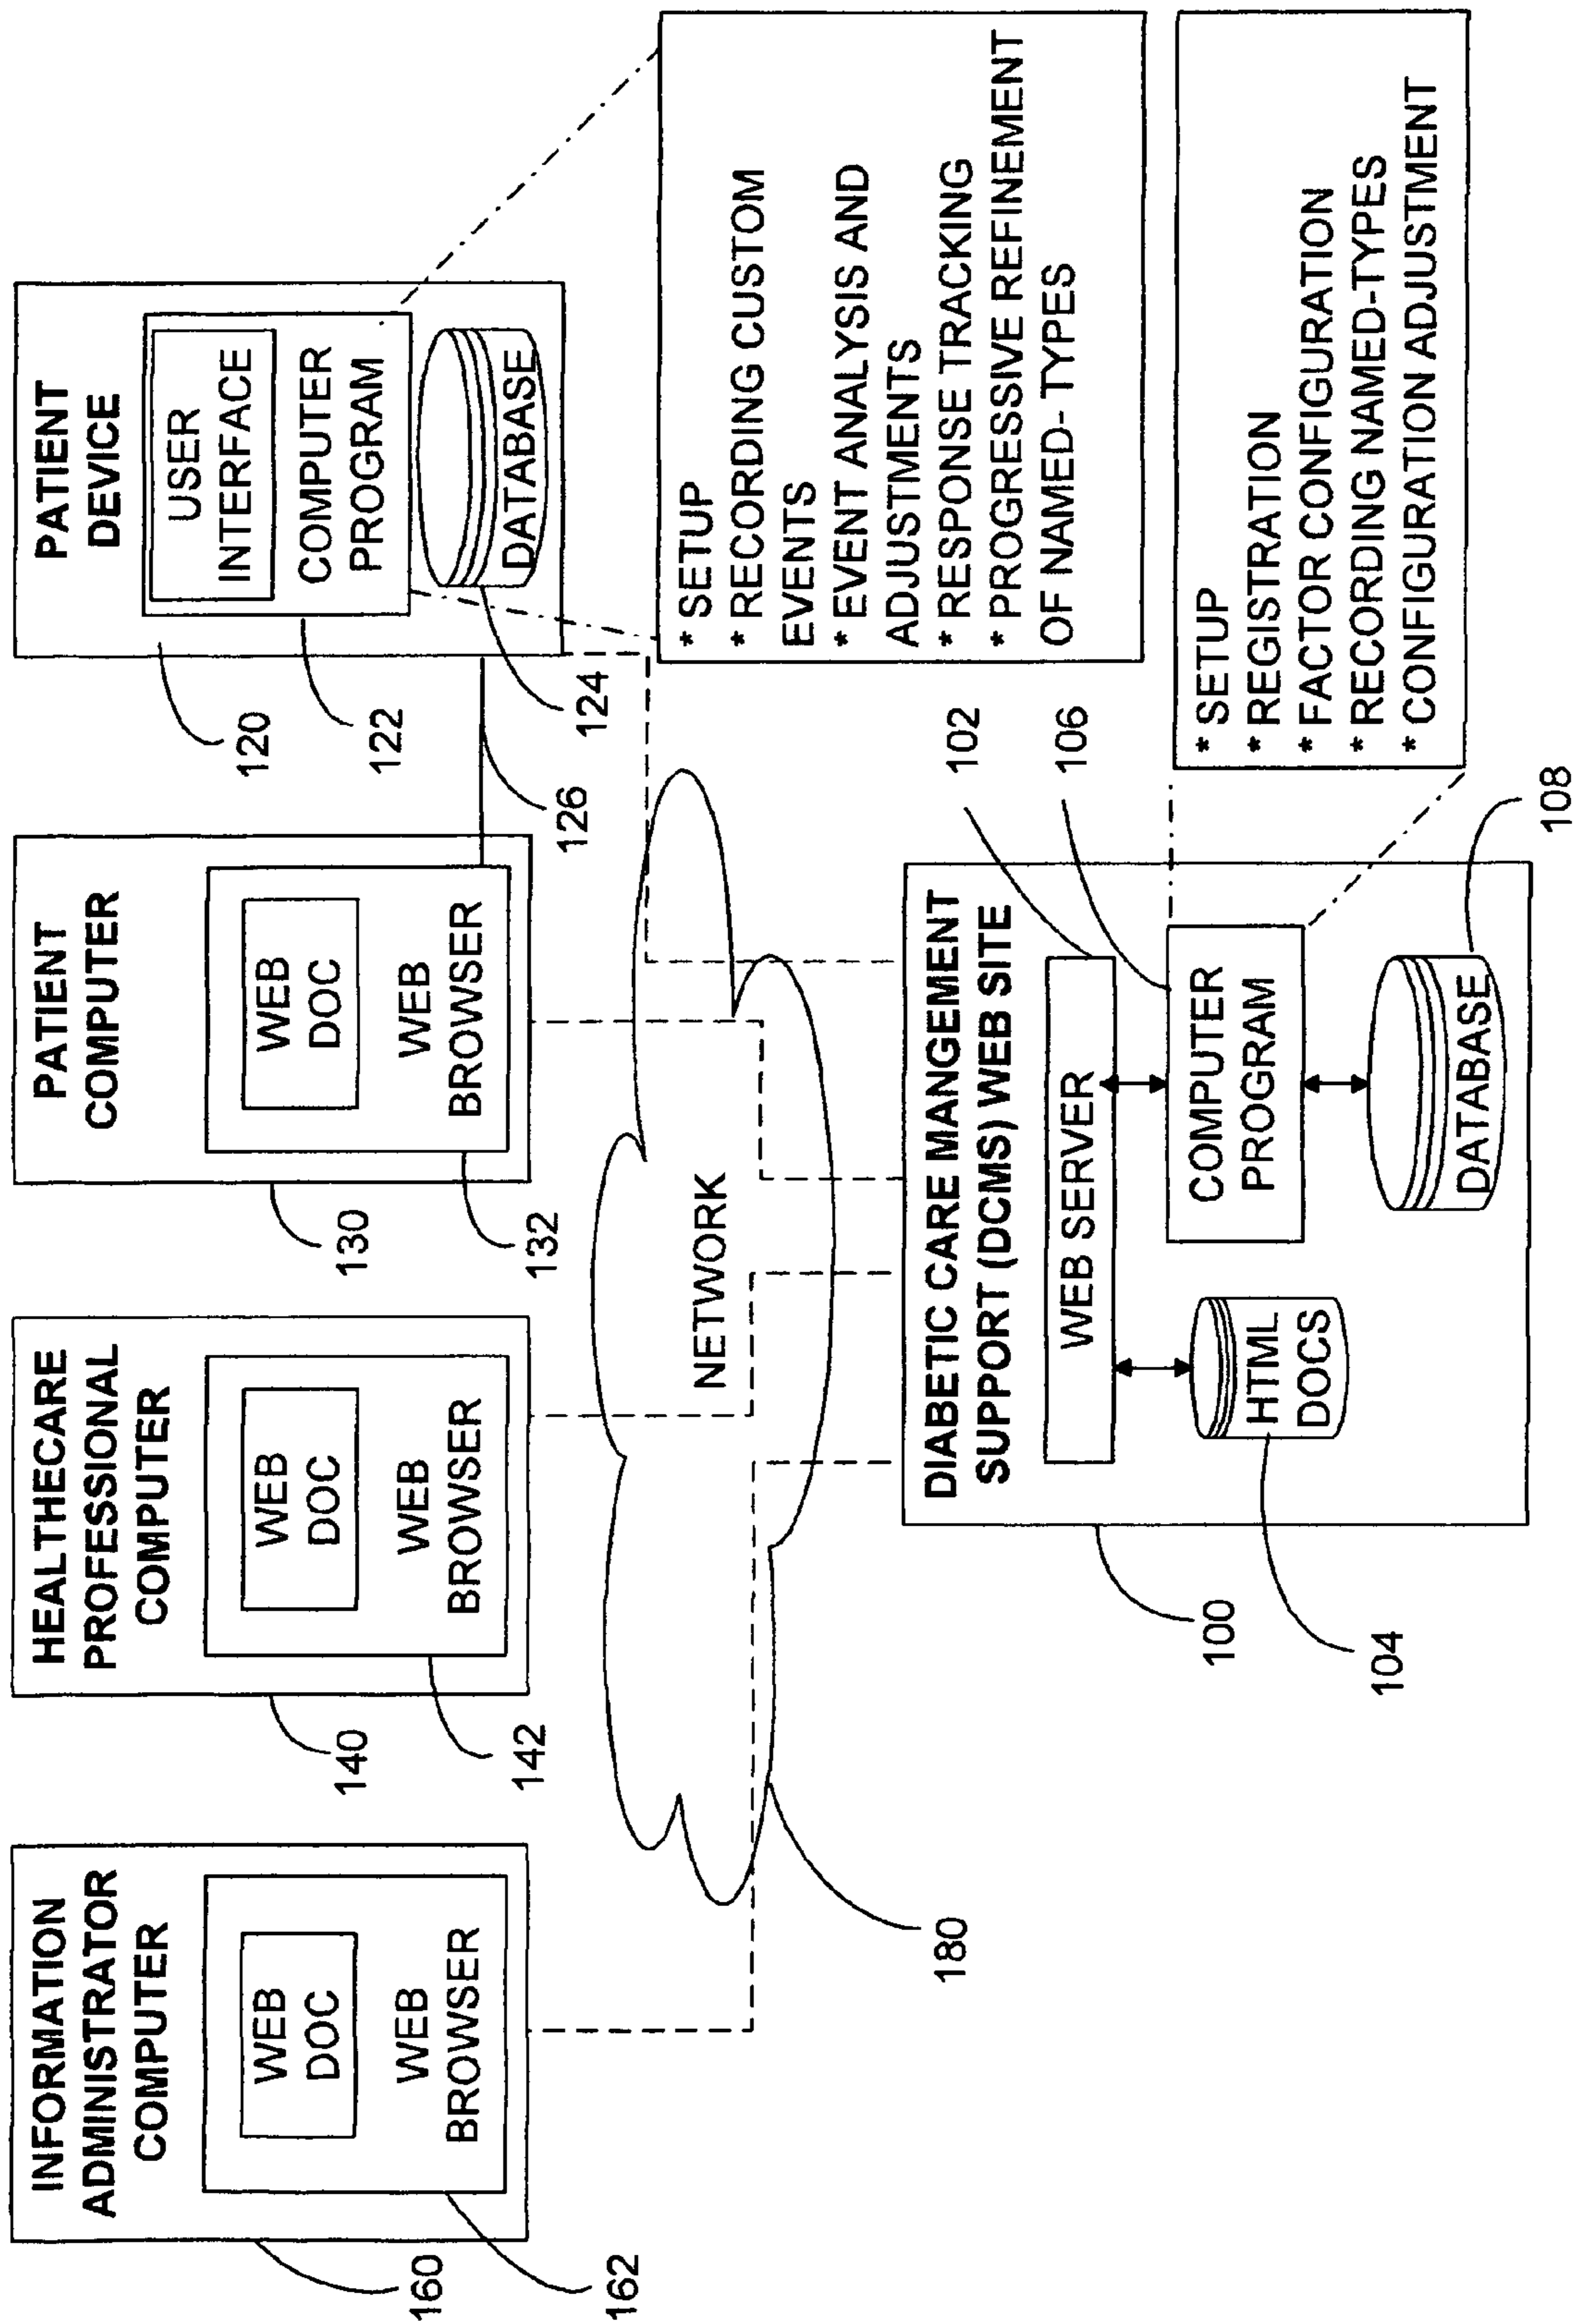 INFORMATION
ADMINISTRATOR
COMPUTER
WEB
DOC
WEB
BROWSER
160
162
HEALTHECARE
PROFESSIONAL
COMPUTER
WEB
DOC
WEB
BROWSER
140
142
PATIENT
COMPUTER
WEB
DOC
WEB
BROWSER
130
132
PATIENT
DEVICE
USER
INTERFACE
COMPUTER
PROGRAM
DATABASE
120
122
124
126
NETWORK
180
* SETUP
* RECORDING CUSTOM
EVENTS
* EVENT ANALYSIS AND
ADJUSTMENTS
* RESPONSE TRACKING
* PROGRESSIVE REFINEMENT
OF NAMED- TYPES
DIABETIC CARE MANGEMENT
SUPPORT (DCMS) WEB SITE
WEB SERVER
HTML
DOCS
COMPUTER
PROGRAM
DATABASE
100
104
102
106
108
* SETUP
* REGISTRATION
* FACTOR CONFIGURATION
* RECORDING NAMED-TYPES
* CONFIGURATION ADJUSTMENT